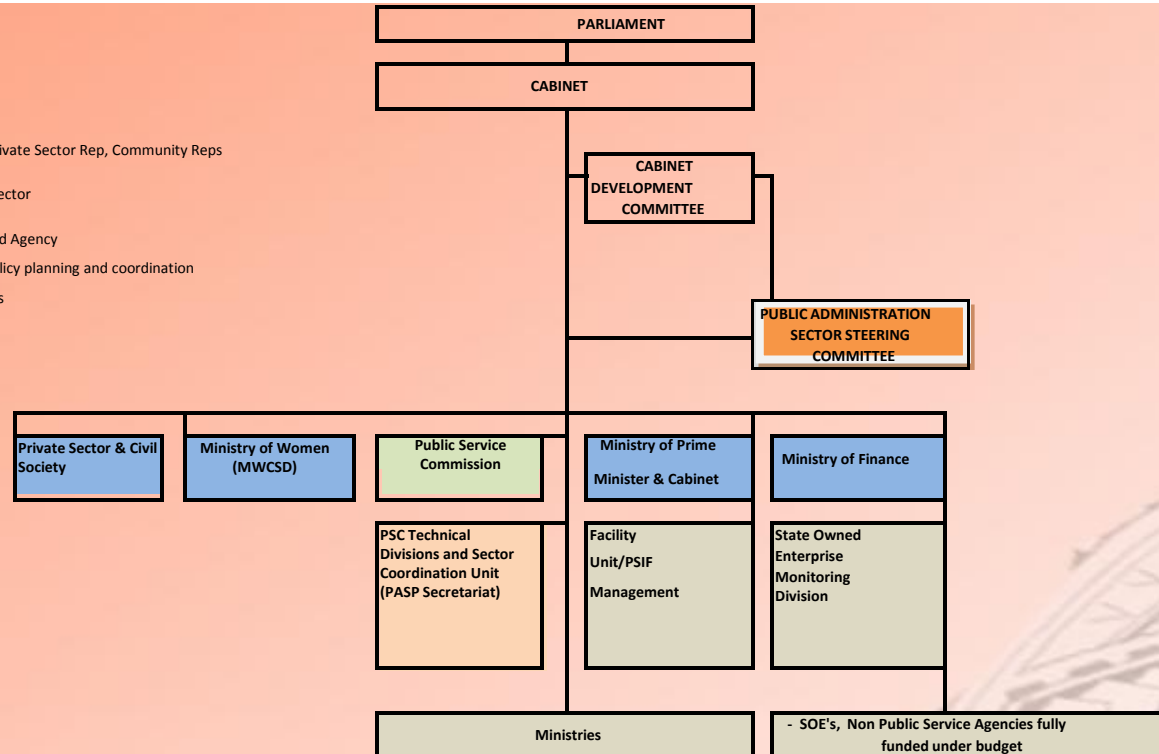 PARLIAMENT
CABINET
ivate Sector Rep, Community Reps
ector
d Agency
licy planning and coordination
s
CABINET
DEVELOPMENT
COMMITTEE
PUBLIC ADMINISTRATION
SECTOR STEERING
COMMITTEE
Private Sector & Civil
Society
Ministry of Women
(MWCSD)
Public Service
Commission
Ministry of Prime
Minister & Cabinet
Ministry of Finance
PSC Technical
Divisions and Sector
Coordination Unit
(PASP Secretariat)
Facility
Unit/PSIF
Management
State Owned
Enterprise
Monitoring
Division
Ministries
- SOE's, Non Public Service Agencies fully
funded under budget